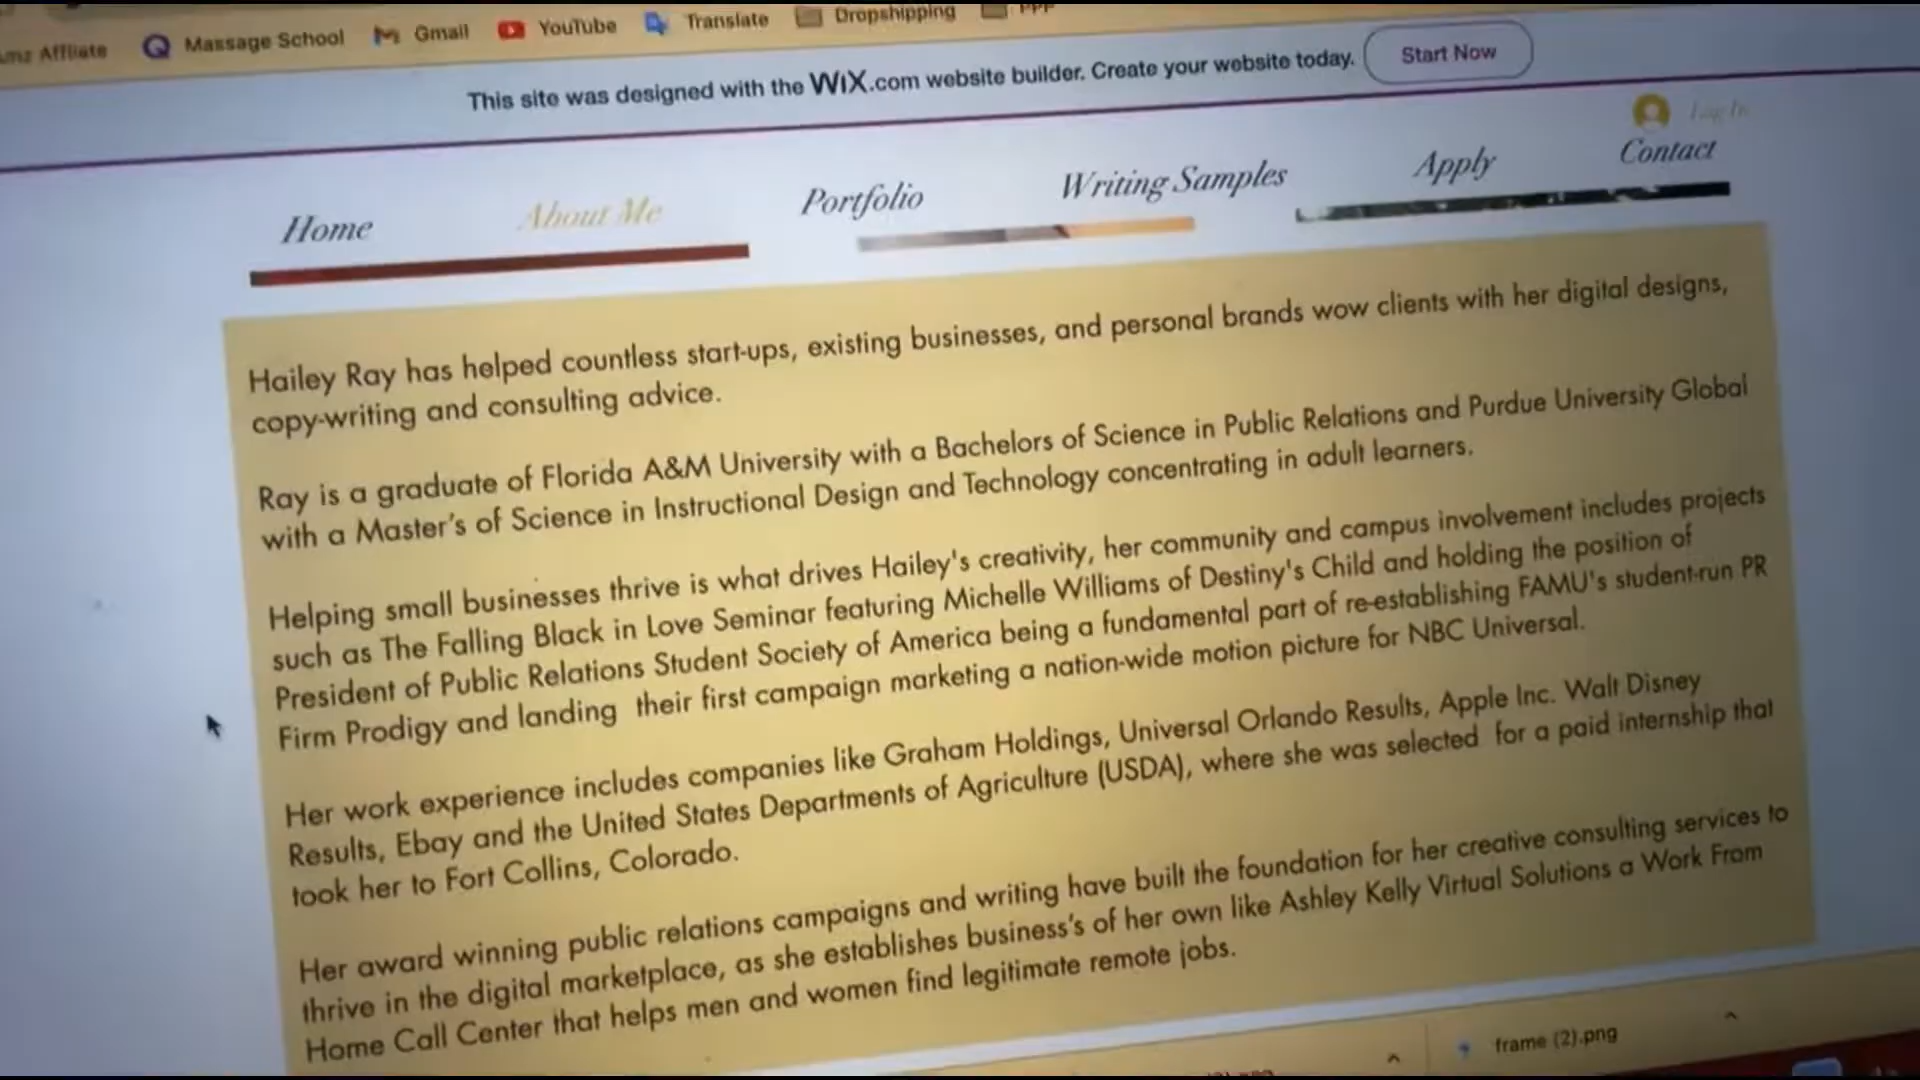 Affiliate Massage School Gmail YouTube Translate Dropshipping PPP
This site was designed with the WiX.com website builder. Create your website today. Start Now
Log In
Home About Me Portfolio Writing Samples Apply Contact
Hailey Ray has helped countless start-ups, existing businesses, and personal brands wow clients with her digital designs,
copy-writing and consulting advice.
Ray is a graduate of Florida A&M University with a Bachelors of Science in Public Relations and Purdue University Global
with a Master's of Science in Instructional Design and Technology concentrating in adult learners.
Helping small businesses thrive is what drives Hailey's creativity, her community and campus involvement includes projects
such as The Falling Black in Love Seminar featuring Michelle Williams of Destiny's Child and holding the position of
President of Public Relations Student Society of America being a fundamental part of re-establishing FAMU's student-run PR
Firm Prodigy and landing their first campaign marketing a nation-wide motion picture for NBC Universal.
Her work experience includes companies like Graham Holdings, Universal Orlando Results, Apple Inc. Walt Disney
Results, Ebay and the United States Departments of Agriculture (USDA), where she was selected for a paid internship that
took her to Fort Collins, Colorado.
Her award winning public relations campaigns and writing have built the foundation for her creative consulting services to
thrive in the digital marketplace, as she establishes business's of her own like Ashley Kelly Virtual Solutions a Work From
Home Call Center that helps men and women find legitimate remote jobs.
frame (2).png